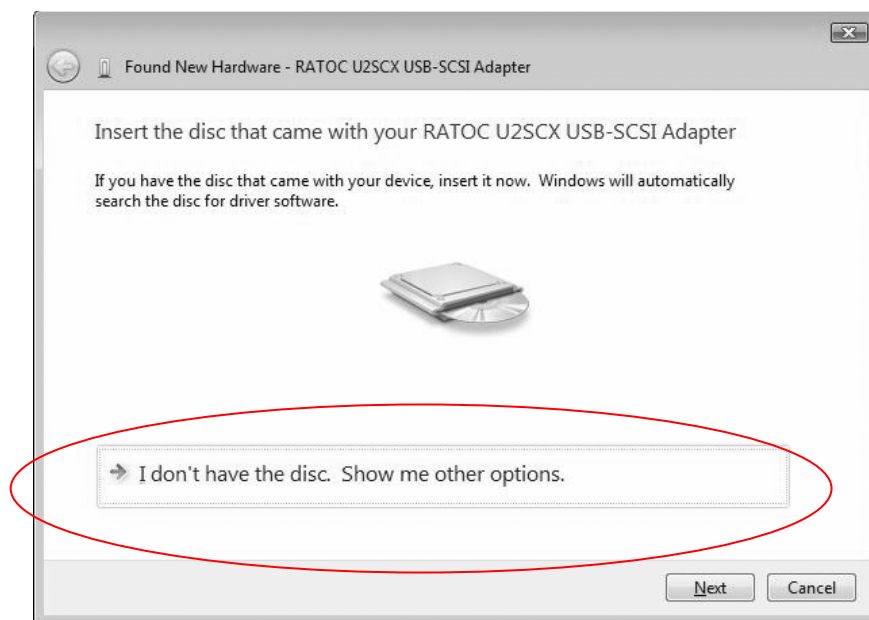 Found New Hardware - RATOC U2SCX USB-SCSI Adapter
Insert the disc that came with your RATOC U2SCX USB-SCSI Adapter
If you have the disc that came with your device, insert it now. Windows will automatically
search the disc for driver software.
I don't have the disc. Show me other options.
Next Cancel